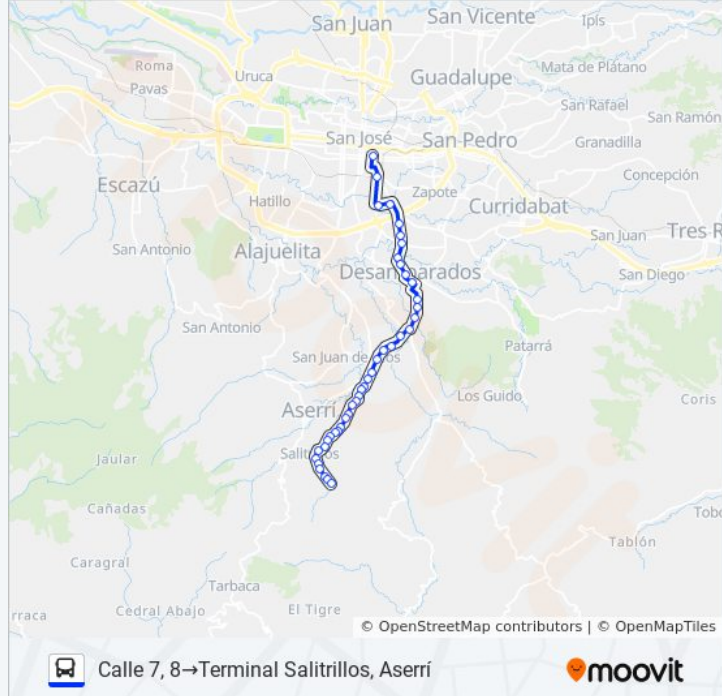 San Juan
San Vicente
Ipís
Roma
Pavas
Uruca
Guadalupe
Mata de Plátano
San Rafael
San Ramón
San José
San Pedro
Granadilla
Concepción
Escazú
Hatillo
Zapote
Curridabat
San Juan
Tres R
San Antonio
Alajuelita
Desamparados
San Diego
San Antonio
San Juan de
os
Patarrá
Los Guido
Coris
Aserrí
Salitrillos
Jaular
Cañadas
Tobo
Tablón
Caragral
Tarbaca
rraca
Cedral Abajo
El Tigre
© OpenStreetMap contributors | © OpenMapTiles
Calle 7, 8→Terminal Salitrillos, Aserrí
moovit